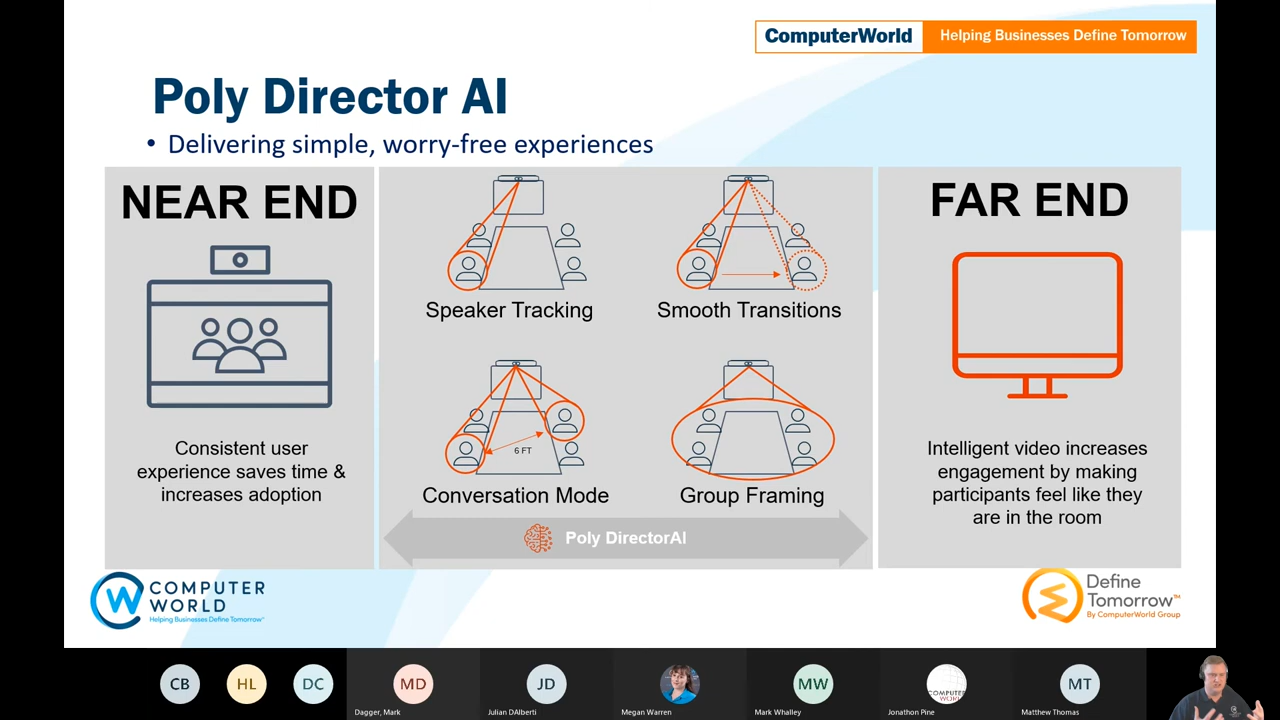 ComputerWorld
Helping Businesses Define Tomorrow
Poly Director AI
• Delivering simple, worry-free experiences
NEAR END
Consistent user
experience saves time &
increases adoption
Speaker Tracking
Smooth Transitions
6 FT
Conversation Mode
Group Framing
Poly DirectorAI
FAR END
Intelligent video increases
engagement by making
participants feel like they
are in the room
COMPUTER
WORLD
Helping Businesses Define Tomorrow
Define
Tomorrow™
By ComputerWorld Group
CB
HL
DC
MD
Dagger, Mark
JD
Julian DAlberti
Megan Warren
MW
Mark Whalley
COMPUTER
Jonathon Pine
MT
Matthew Thomas